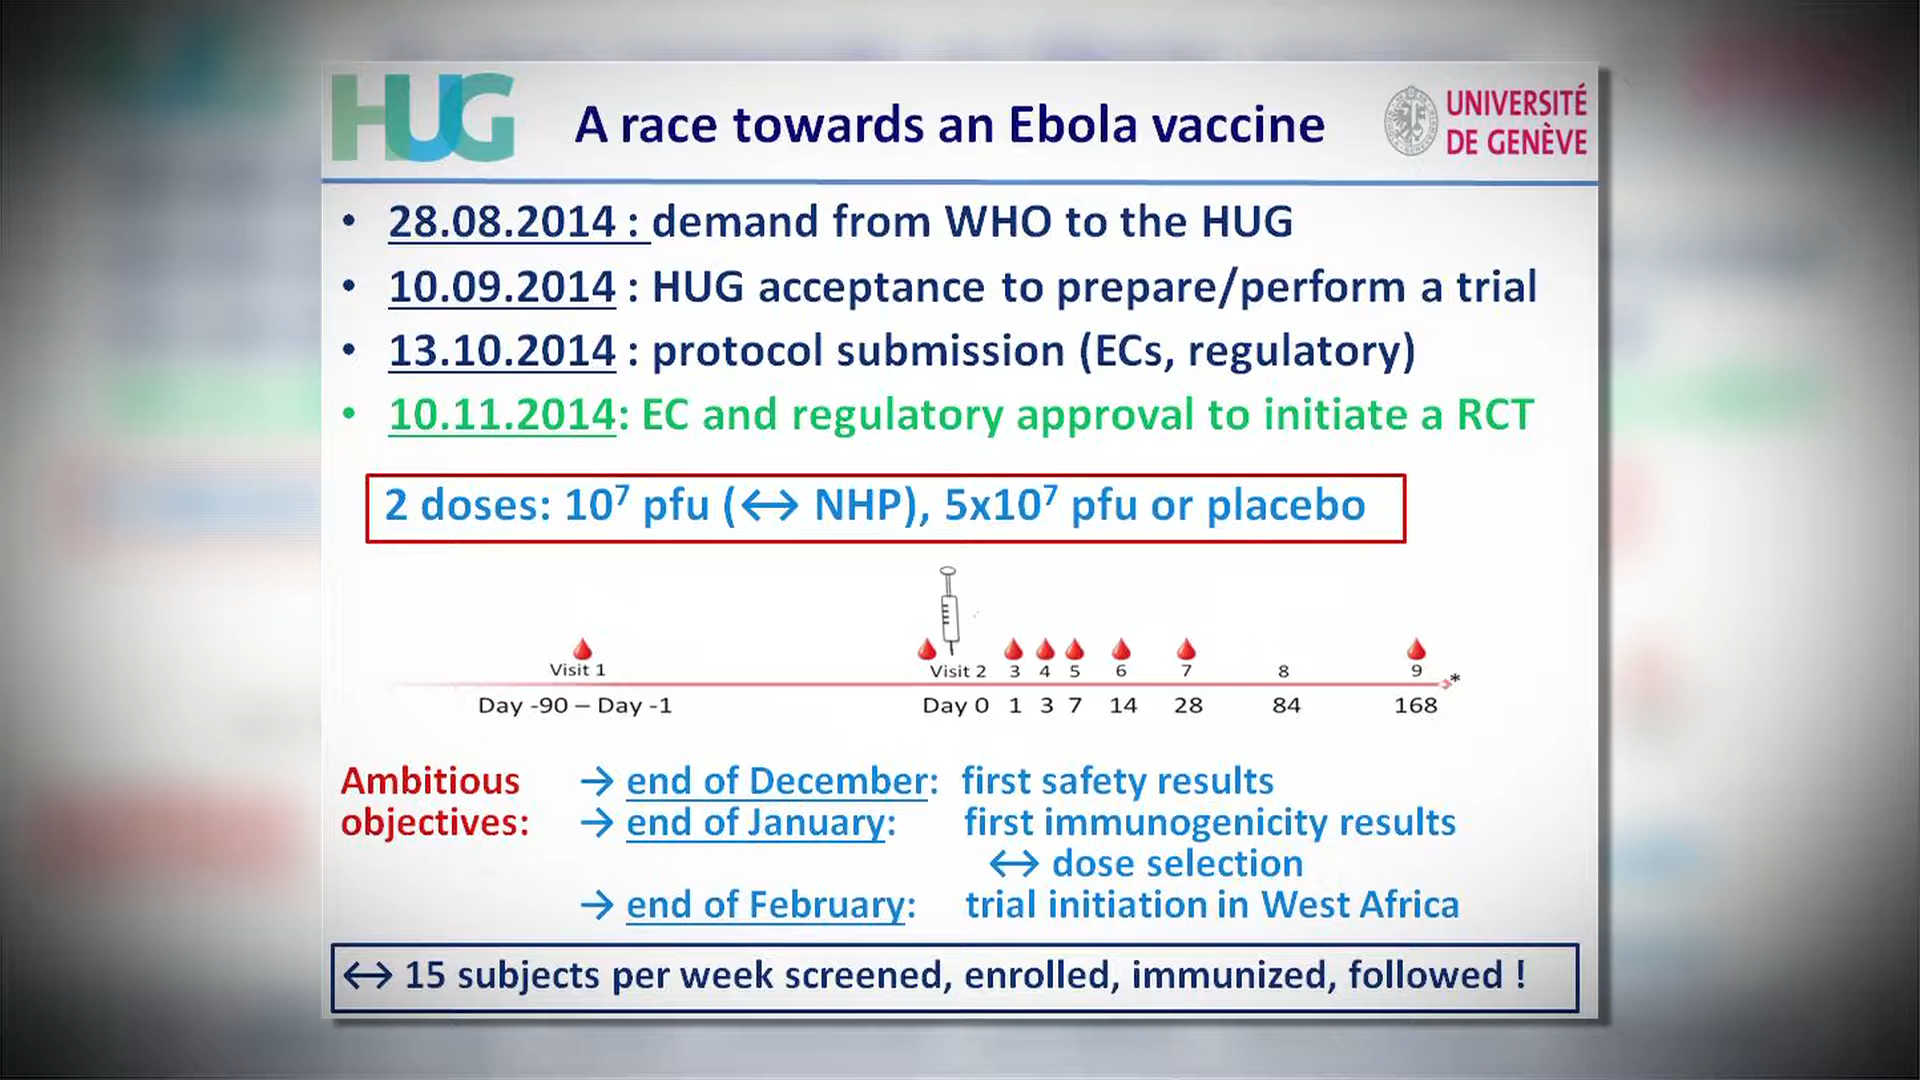 HUG
A race towards an Ebola vaccine
UNIVERSITÉ
DE GENÈVE
• 28.08.2014 : demand from WHO to the HUG
• 10.09.2014 : HUG acceptance to prepare/perform a trial
• 13.10.2014 : protocol submission (ECs, regulatory)
• 10.11.2014: EC and regulatory approval to initiate a RCT
2 doses: 10⁷ pfu (↔ NHP), 5x10⁷ pfu or placebo
Visit 1 Visit 2 3 4 5 6 7 8 9 *
Day -90 – Day -1 Day 0 1 3 7 14 28 84 168
Ambitious → end of December: first safety results
objectives: → end of January: first immunogenicity results
↔ dose selection
→ end of February: trial initiation in West Africa
↔ 15 subjects per week screened, enrolled, immunized, followed !